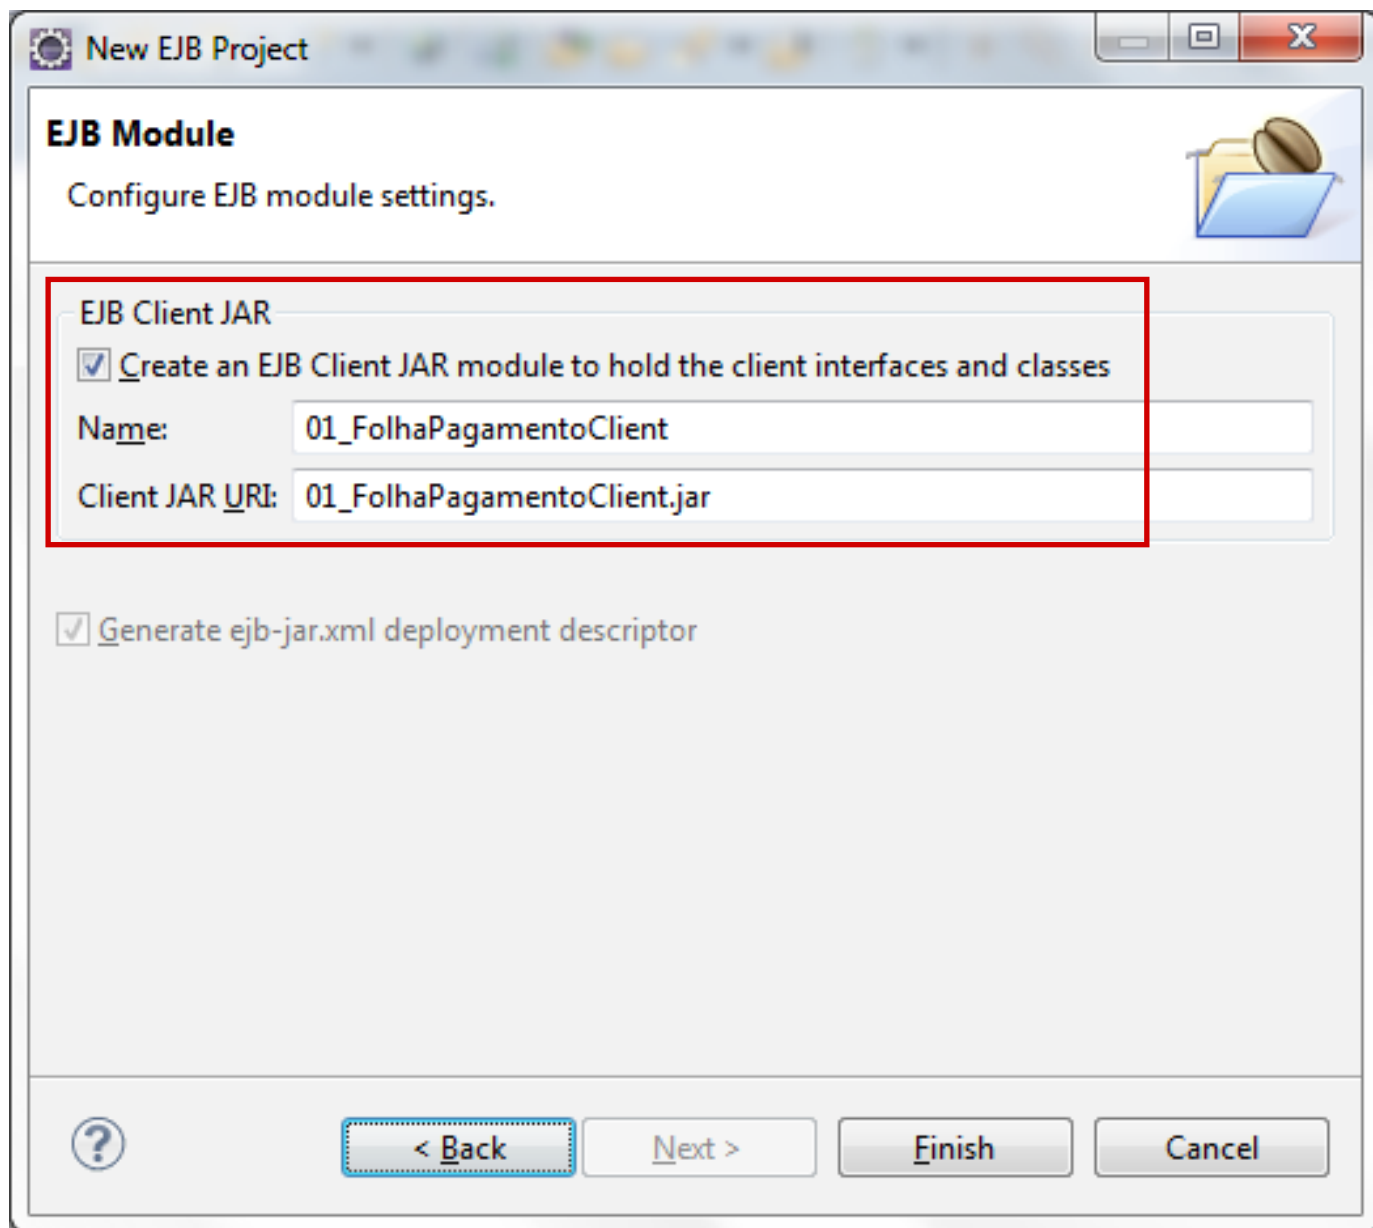 New EJB Project
EJB Module
Configure EJB module settings.
EJB Client JAR
Create an EJB Client JAR module to hold the client interfaces and classes
Name: 01_FolhaPagamentoClient
Client JAR URI: 01_FolhaPagamentoClient.jar
Generate ejb-jar.xml deployment descriptor
? < Back Next > Finish Cancel